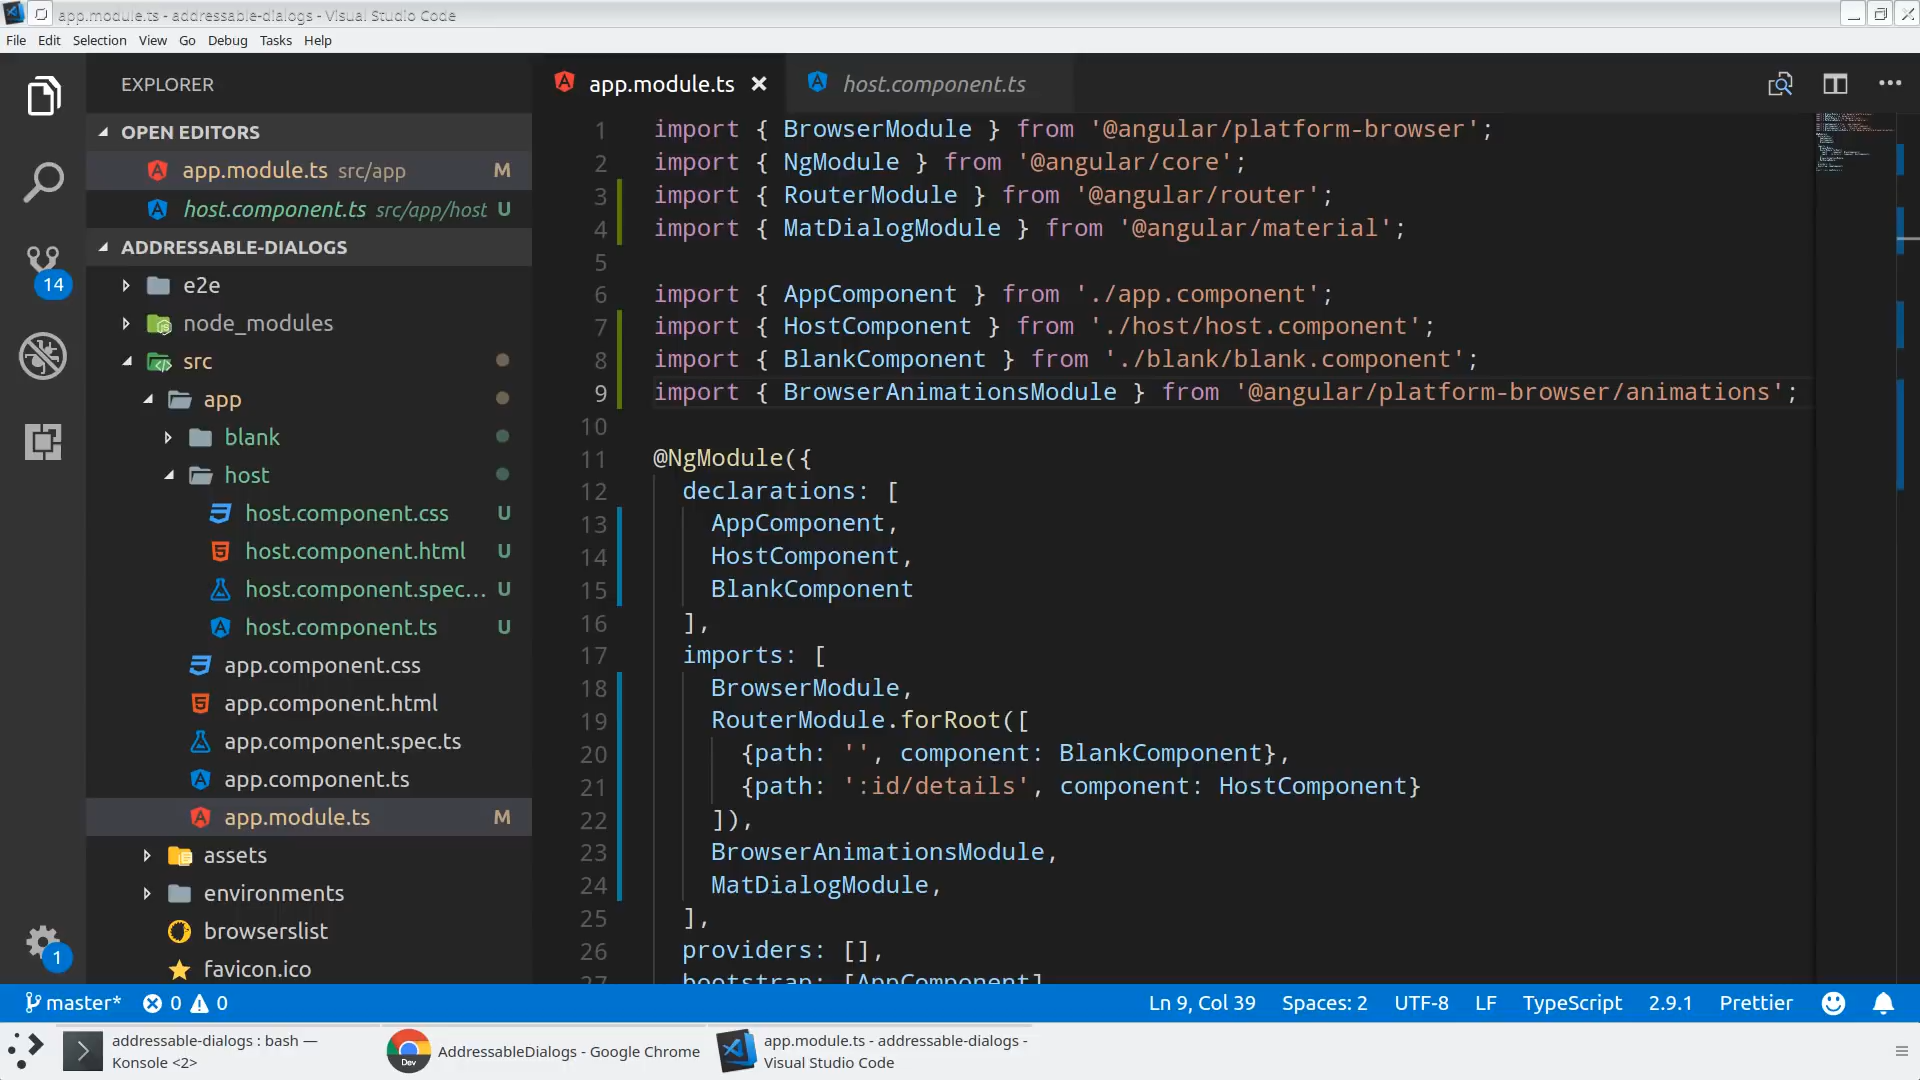 app.module.ts - addressable-dialogs - Visual Studio Code
File Edit Selection View Go Debug Tasks Help
EXPLORER
OPEN EDITORS
app.module.ts src/app M
host.component.ts src/app/host U
ADDRESSABLE-DIALOGS
e2e
node_modules
src
app
blank
host
host.component.css U
host.component.html U
host.component.spec... U
host.component.ts U
app.component.css
app.component.html
app.component.spec.ts
app.component.ts
app.module.ts M
assets
environments
browserslist
favicon.ico
14
1
app.module.ts
host.component.ts
1 import { BrowserModule } from '@angular/platform-browser';
2 import { NgModule } from '@angular/core';
3 import { RouterModule } from '@angular/router';
4 import { MatDialogModule } from '@angular/material';
5
6 import { AppComponent } from './app.component';
7 import { HostComponent } from './host/host.component';
8 import { BlankComponent } from './blank/blank.component';
9 import { BrowserAnimationsModule } from '@angular/platform-browser/animations';
10
11 @NgModule({
12 declarations: [
13 AppComponent,
14 HostComponent,
15 BlankComponent
16 ],
17 imports: [
18 BrowserModule,
19 RouterModule.forRoot([
20 {path: '', component: BlankComponent},
21 {path: ':id/details', component: HostComponent}
22 ]),
23 BrowserAnimationsModule,
24 MatDialogModule,
25 ],
26 providers: [],
27 bootstrap: [AppComponent]
master* 0 0 Ln 9, Col 39 Spaces: 2 UTF-8 LF TypeScript 2.9.1 Prettier
addressable-dialogs : bash —
Konsole <2>
Dev
AddressableDialogs - Google Chrome
app.module.ts - addressable-dialogs -
Visual Studio Code